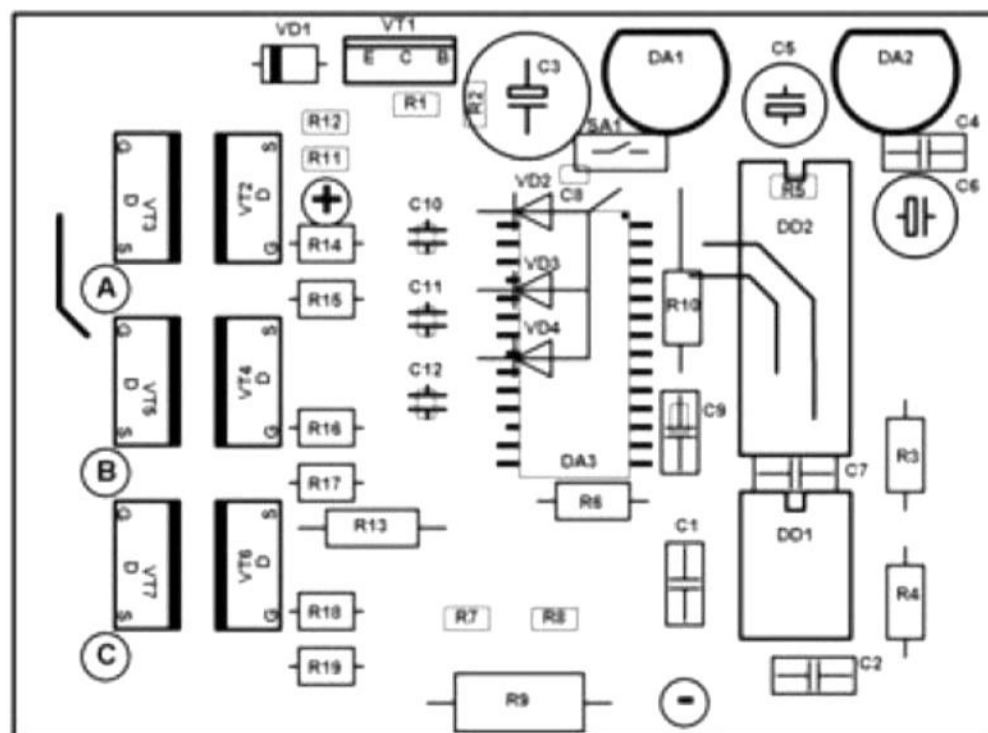 VD1
VT1
E C B
C3
DA1
C5
DA2
R1
R2
R12
SA1
C4
R11
C8
G
D
S
VT3
S
D
G
VT2
+
VD2
C10
R5
DD2
C6
R14
A
VD3
C11
R10
R15
VD4
G
D
S
VT5
S
D
G
VT4
C12
C9
R16
DA3
R3
B
R17
C7
R6
R13
C1
DD1
G
D
S
VT7
S
D
G
VT6
R4
R18
R7
R8
C
R19
C2
R9
-